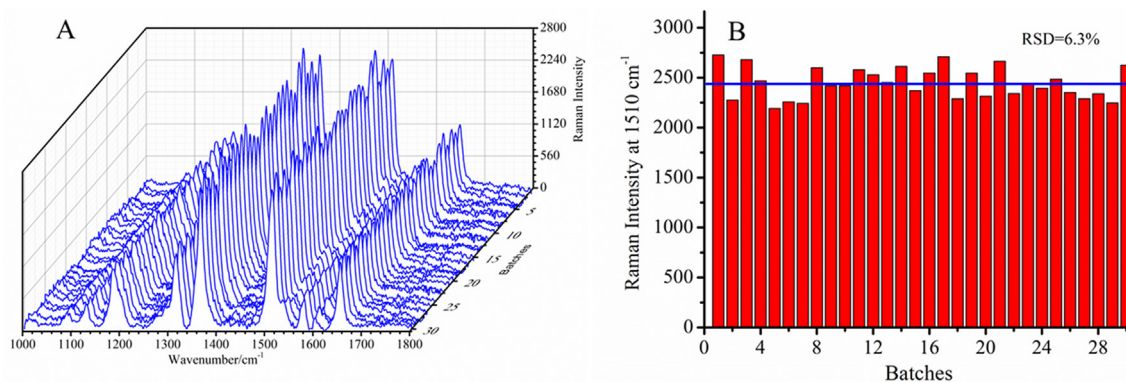 A
2800
2240
1680
1120
560
0
Raman Intensity
5
10
15
20
25
30
Batches
1000 1100 1200 1300 1400 1500 1600 1700 1800
Wavenumber/cm-1
B
RSD=6.3%
3000
2500
2000
1500
1000
500
0
Raman Intensity at 1510 cm-1
0 4 8 12 16 20 24 28
Batches